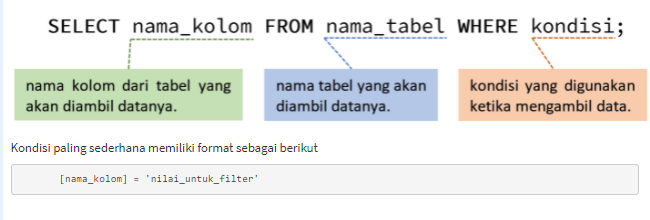 SELECT nama_kolom FROM nama_tabel WHERE kondisi;
nama kolom dari tabel yang
akan diambil datanya.
nama tabel yang akan
diambil datanya.
kondisi yang digunakan
ketika mengambil data.
Kondisi paling sederhana memiliki format sebagai berikut
[nama_kolom] = 'nilai_untuk_filter'